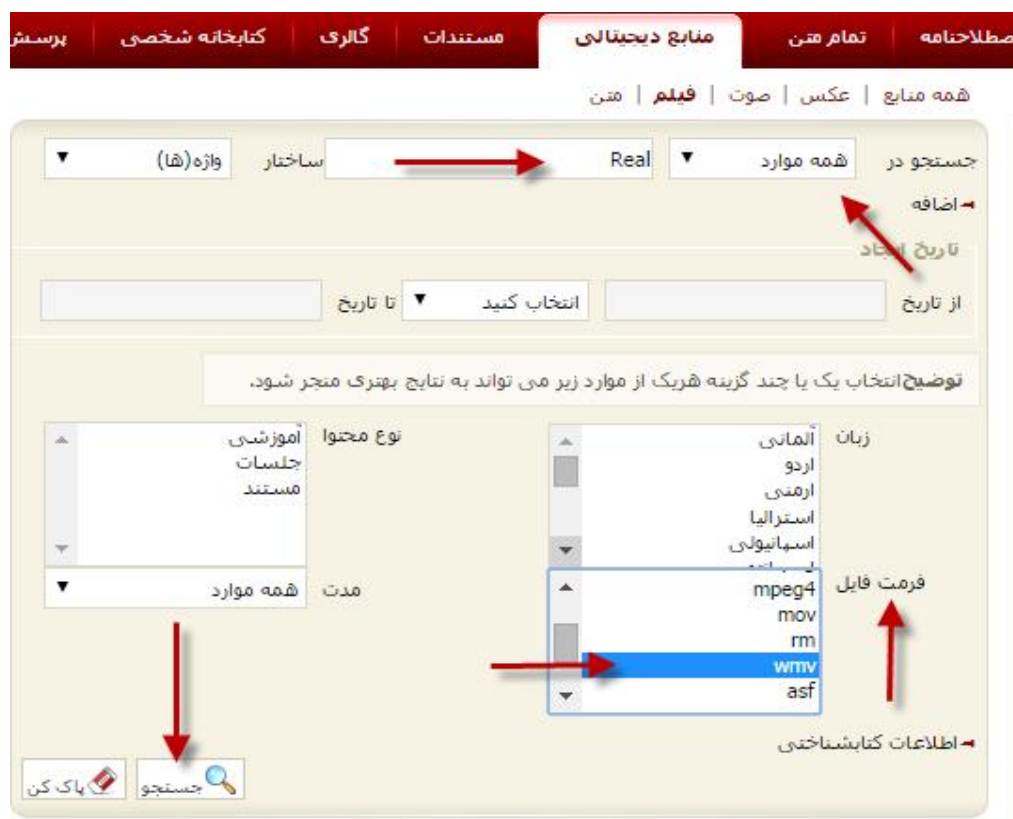 صطلاحنامه تمام متن منابع دیجیتالی مستندات گالری کتابخانه شخصی پرسش
همه منابع | عکس | صوت | فیلم | متن
جستجو در همه موارد Real ساختار واژه(ها)
اضافه
تاریخ ایجاد
از تاریخ انتخاب کنید تا تاریخ
توضیح انتخاب یک یا چند گزینه هریک از موارد زیر می تواند به نتایج بهتری منجر شود.
زبان آلمانی نوع محتوا آموزشی
اردو جلسات
ارمنی مستند
استرالیا
اسپانیولی
فرمت فایل mpeg4 مدت همه موارد
mov
rm
wmv
asf
اطلاعات کتابشناختی
جستجو پاک کن